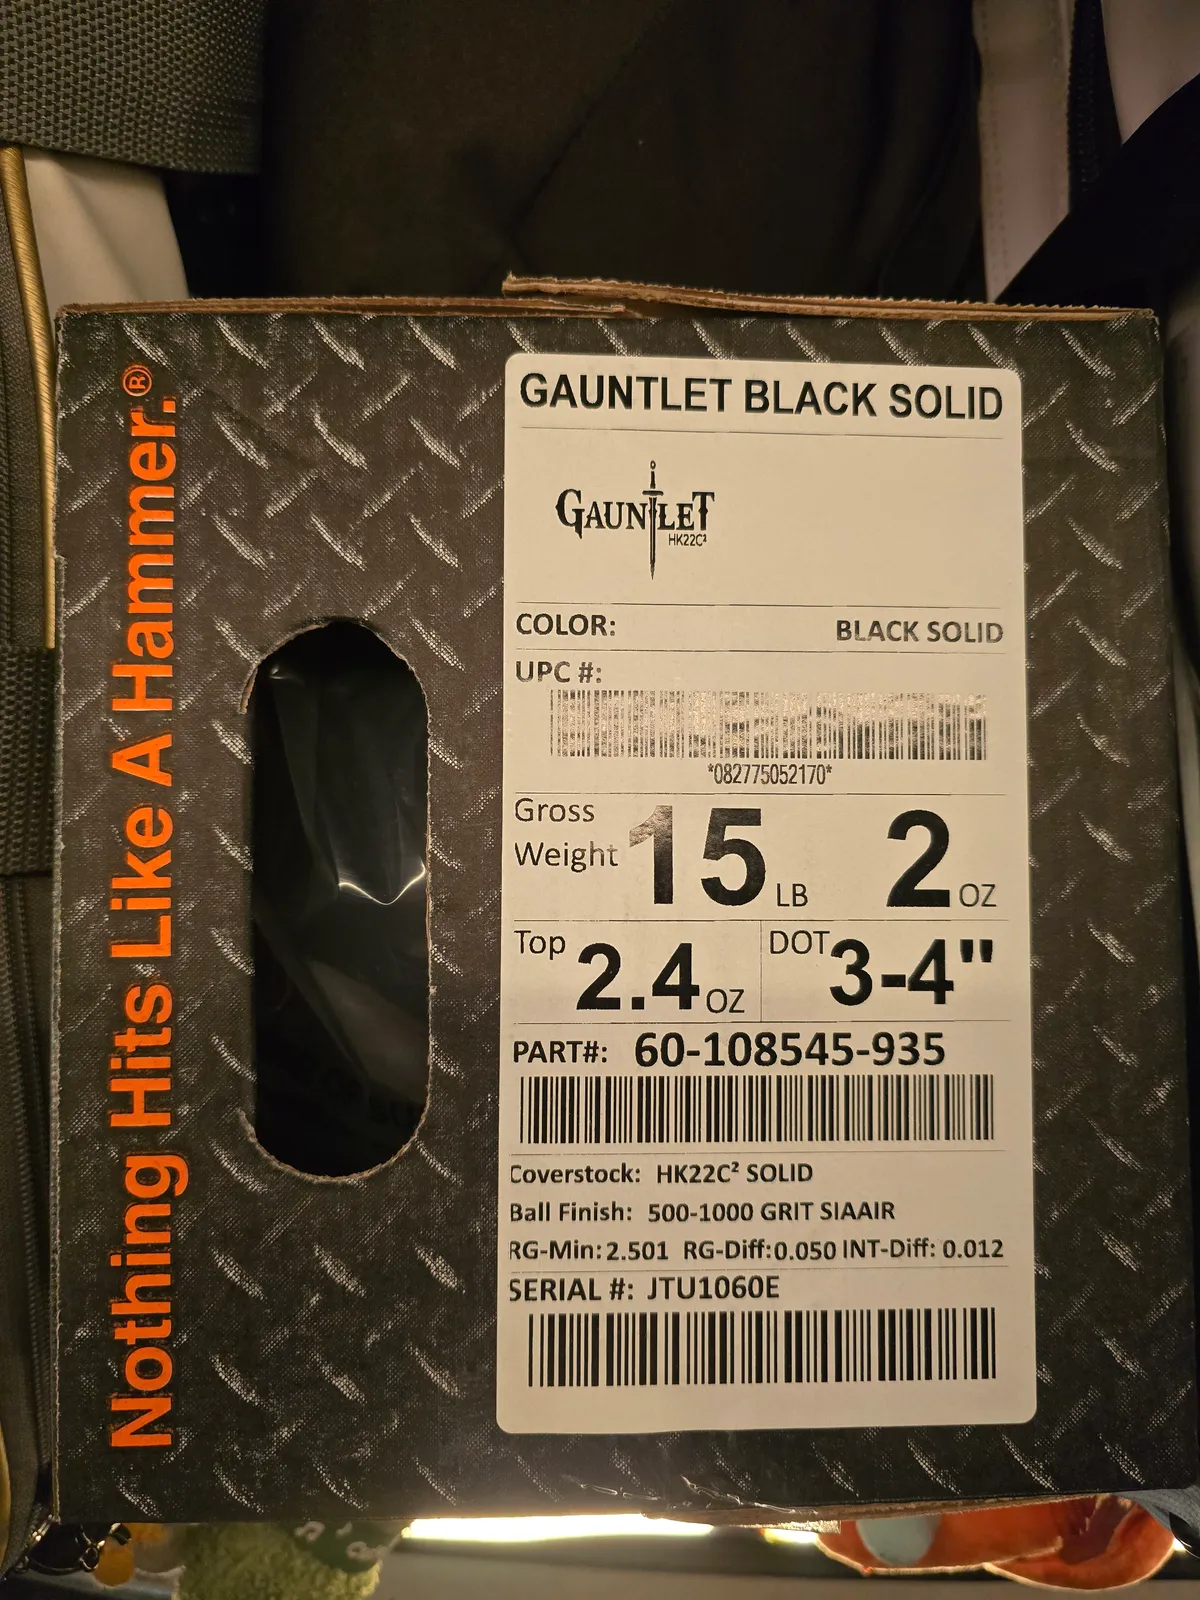 Nothing Hits Like A Hammer.®
GAUNTLET BLACK SOLID
GAUNTLET
HK22C²
COLOR: BLACK SOLID
UPC #:
*082775052170*
Gross Weight 15 LB 2 OZ
Top 2.4 OZ DOT 3-4"
PART#: 60-108545-935
Coverstock: HK22C² SOLID
Ball Finish: 500-1000 GRIT SIAAIR
RG-Min: 2.501 RG-Diff: 0.050 INT-Diff: 0.012
SERIAL #: JTU1060E